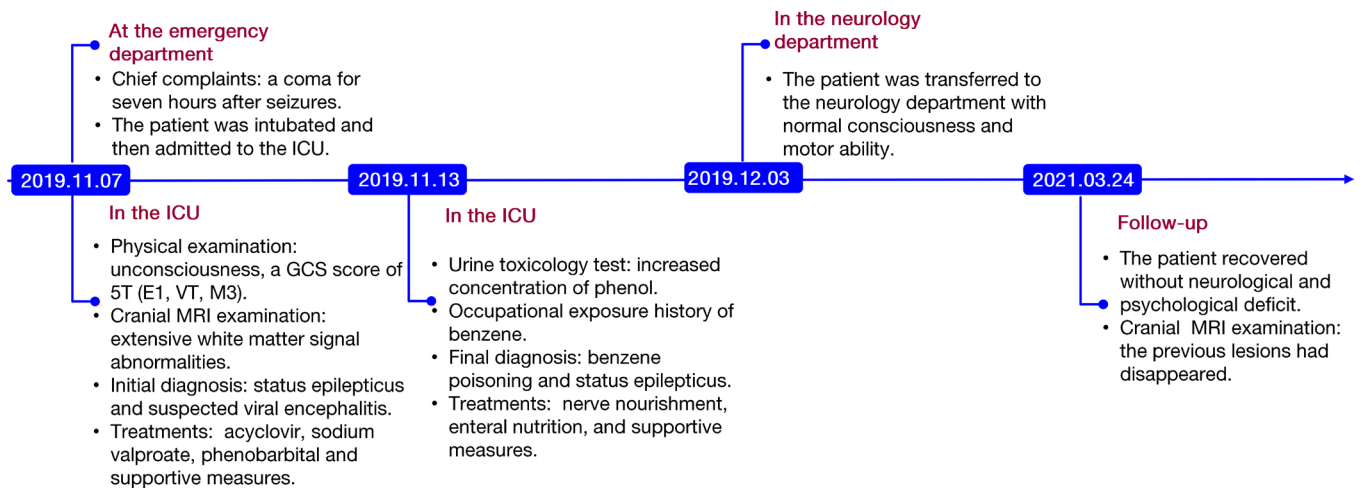 At the emergency
department
• Chief complaints: a coma for
seven hours after seizures.
• The patient was intubated and
then admitted to the ICU.
2019.11.07
In the ICU
• Physical examination:
unconsciousness, a GCS score of
5T (E1, VT, M3).
• Cranial MRI examination:
extensive white matter signal
abnormalities.
• Initial diagnosis: status epilepticus
and suspected viral encephalitis.
• Treatments: acyclovir, sodium
valproate, phenobarbital and
supportive measures.
2019.11.13
In the ICU
• Urine toxicology test: increased
concentration of phenol.
• Occupational exposure history of
benzene.
• Final diagnosis: benzene
poisoning and status epilepticus.
• Treatments: nerve nourishment,
enteral nutrition, and supportive
measures.
In the neurology
department
• The patient was transferred to
the neurology department with
normal consciousness and
motor ability.
2019.12.03
2021.03.24
Follow-up
• The patient recovered
without neurological and
psychological deficit.
• Cranial MRI examination:
the previous lesions had
disappeared.